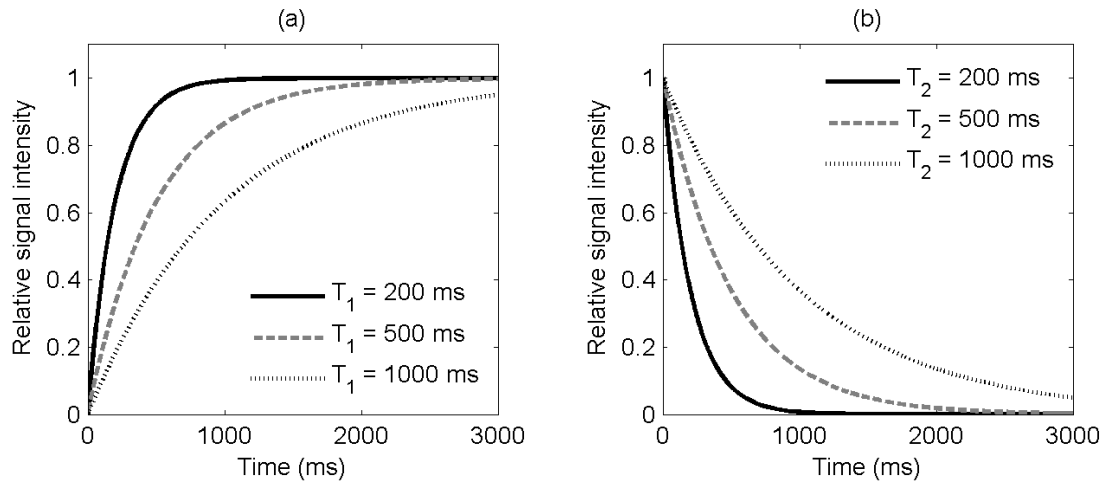 (a)
Relative signal intensity
1
0.8
0.6
0.4
0.2
0
T1 = 200 ms
T1 = 500 ms
T1 = 1000 ms
0 1000 2000 3000
Time (ms)
(b)
Relative signal intensity
1
0.8
0.6
0.4
0.2
0
T2 = 200 ms
T2 = 500 ms
T2 = 1000 ms
0 1000 2000 3000
Time (ms)